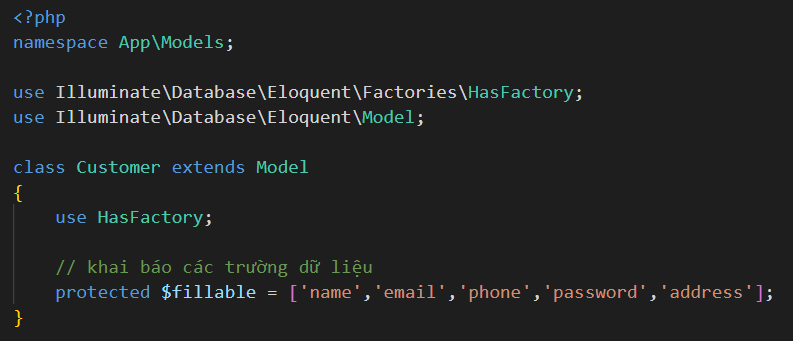 <?php
namespace App\Models;
use Illuminate\Database\Eloquent\Factories\HasFactory;
use Illuminate\Database\Eloquent\Model;
class Customer extends Model
{
    use HasFactory;
    // khai báo các trường dữ liệu
    protected $fillable = ['name','email','phone','password','address'];
}